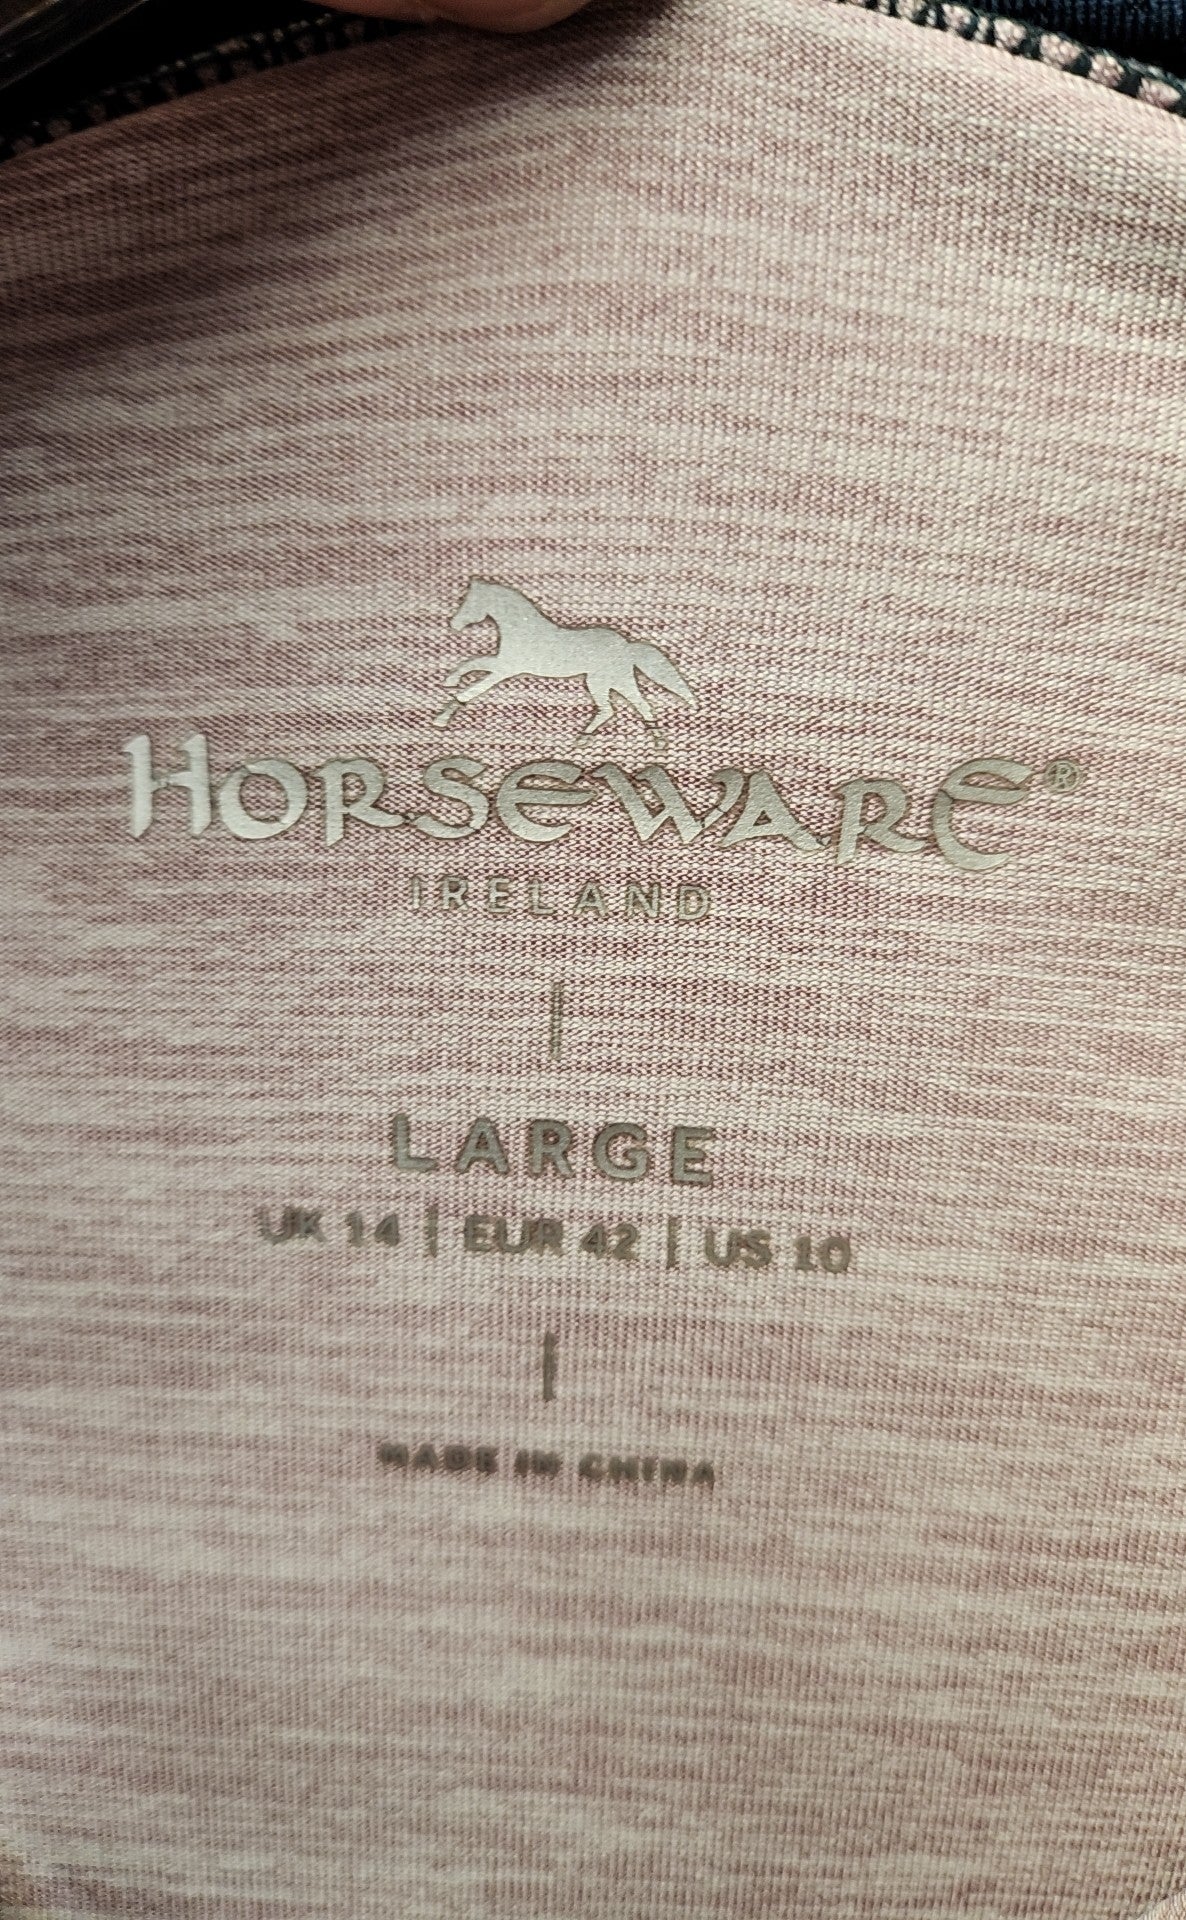 HORSEWARE®
IRELAND
LARGE
UK 14 | EUR 42 | US 10
MADE IN CHINA